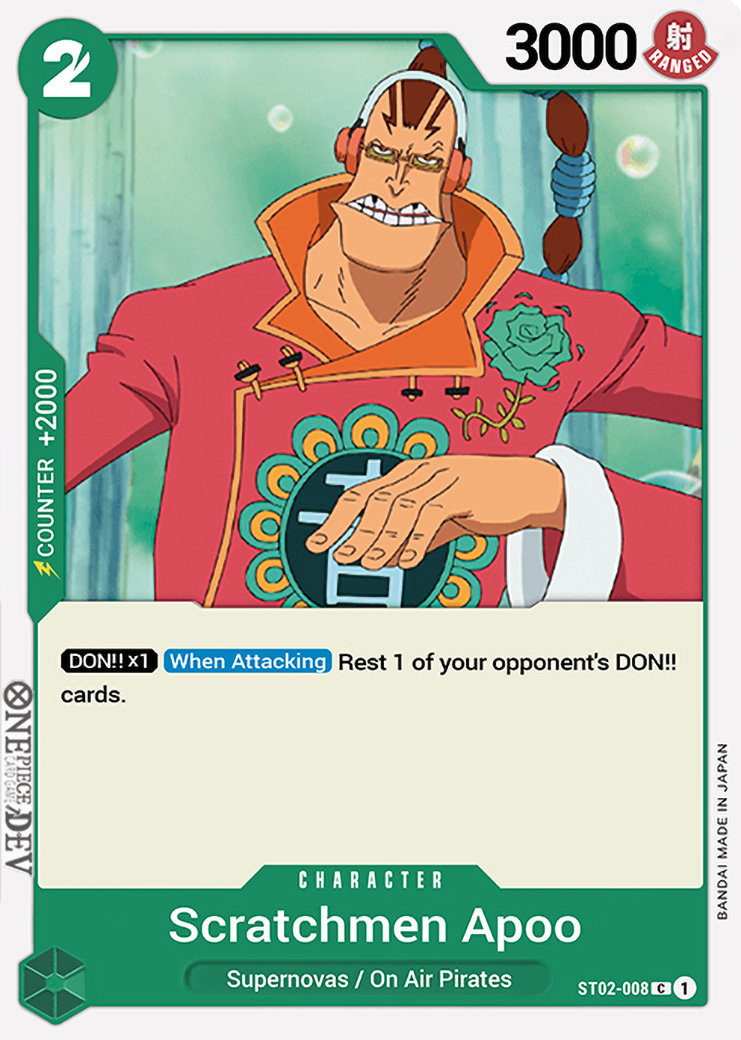 2
3000
射
RANGED
COUNTER +2000
DON!! ×1 When Attacking Rest 1 of your opponent's DON!!
cards.
ONE PIECE
CARD GAME
DEV
BANDAI MADE IN JAPAN
CHARACTER
Scratchmen Apoo
Supernovas / On Air Pirates
ST02-008 C 1